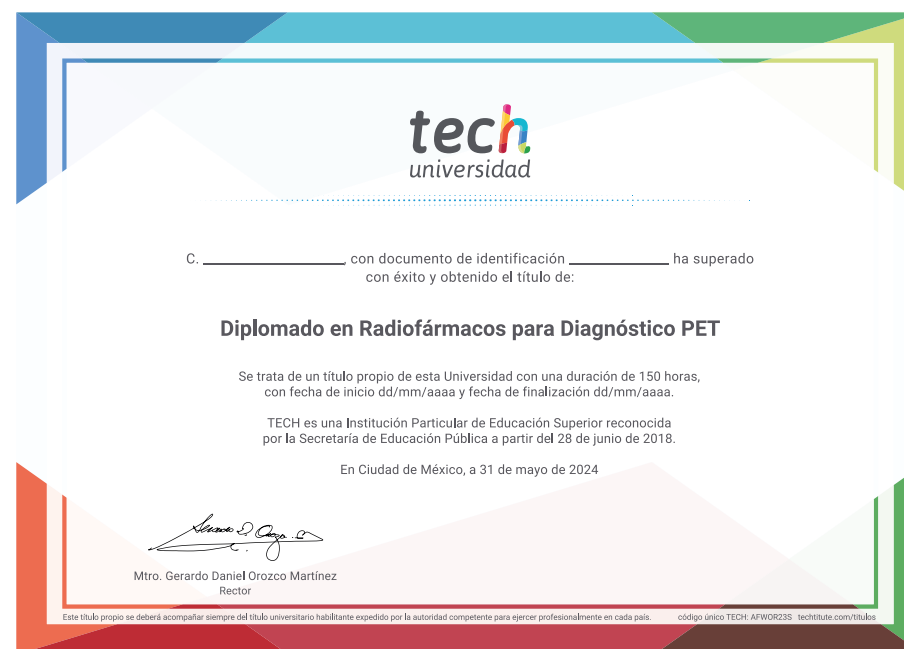 tech
universidad
C. ____________, con documento de identificación ____________ ha superado
con éxito y obtenido el título de:
Diplomado en Radiofármacos para Diagnóstico PET
Se trata de un título propio de esta Universidad con una duración de 150 horas,
con fecha de inicio dd/mm/aaaa y fecha de finalización dd/mm/aaaa.
TECH es una Institución Particular de Educación Superior reconocida
por la Secretaría de Educación Pública a partir del 28 de junio de 2018.
En Ciudad de México, a 31 de mayo de 2024
Mtro. Gerardo Daniel Orozco Martínez
Rector
Este título propio se deberá acompañar siempre del título universitario habilitante expedido por la autoridad competente para ejercer profesionalmente en cada país. código único TECH: AFWOR23S techtitute.com/titulos